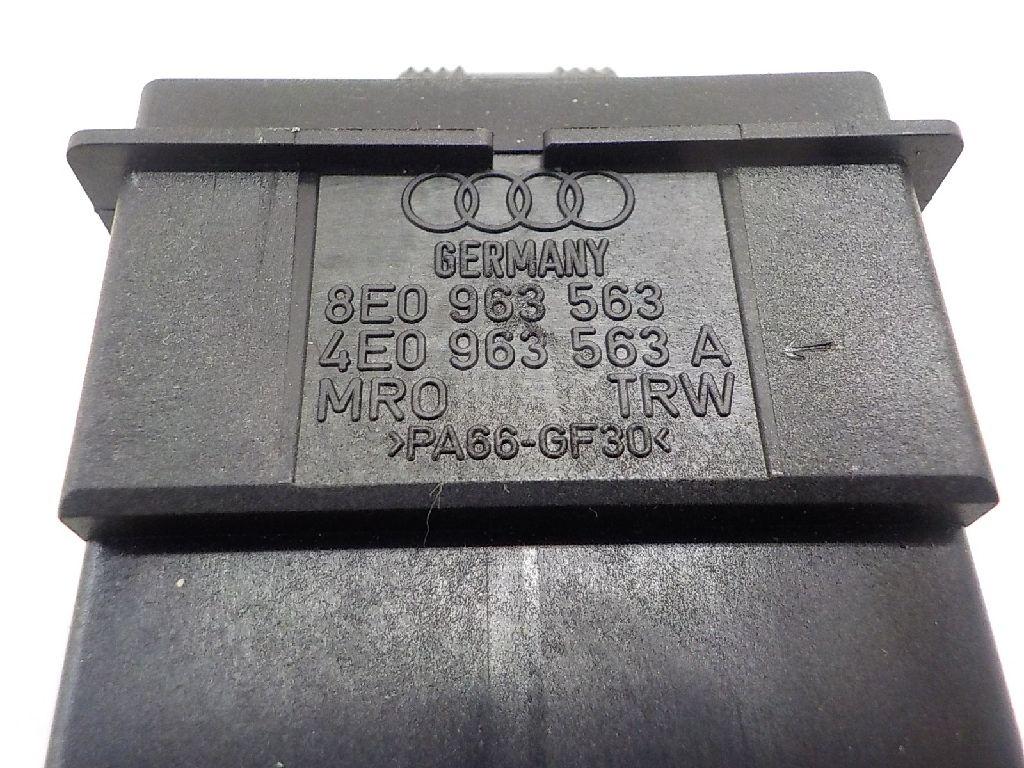 GERMANY
8E0 963 563
4E0 963 563 A
MRO TRW
>PA66-GF30<